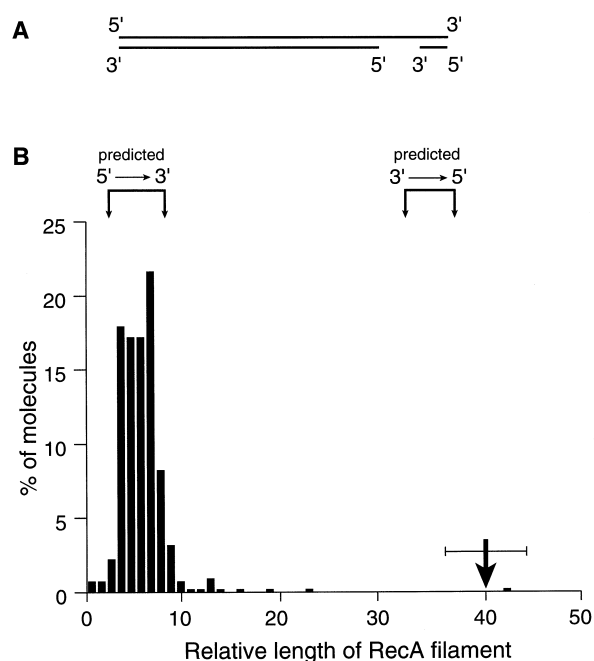 A
5' 3'
3' 5' 3' 5'
B
predicted predicted
5' → 3' 3' → 5'
25
20
15
10
5
0
% of molecules
0 10 20 30 40 50
Relative length of RecA filament